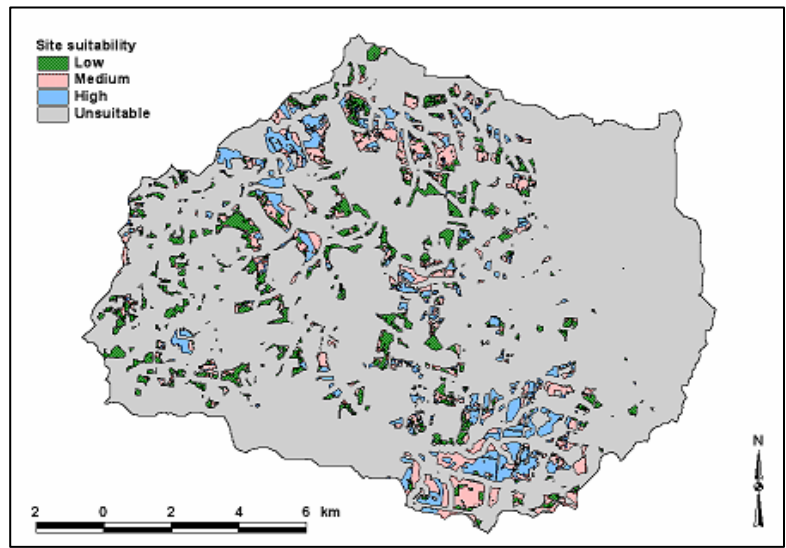 Site suitability
Low
Medium
High
Unsuitable
N
2 0 2 4 6 km